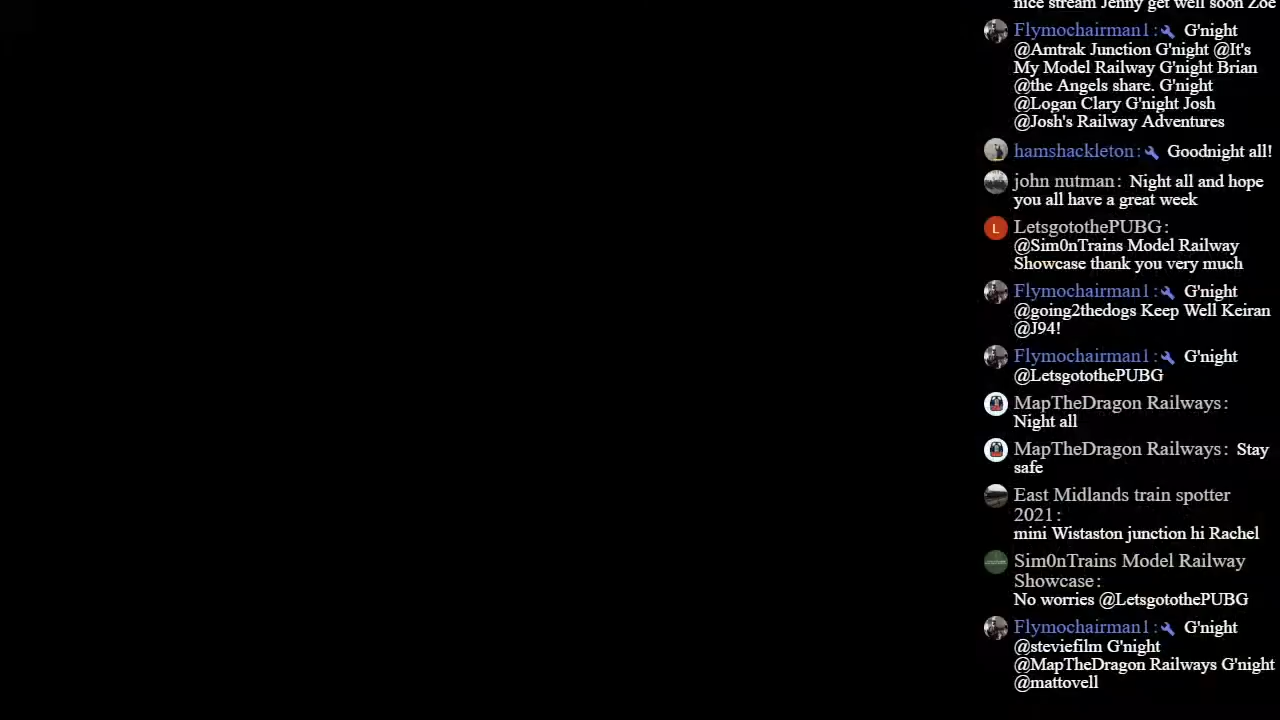 nice stream Jenny get well soon Zoe
Flymochairman1: G'night
@Amtrak Junction G'night @It's
My Model Railway G'night Brian
@the Angels share. G'night
@Logan Clary G'night Josh
@Josh's Railway Adventures
hamshackleton: Goodnight all!
john nutman: Night all and hope
you all have a great week
L
LetsgotothePUBG:
@Sim0nTrains Model Railway
Showcase thank you very much
Flymochairman1: G'night
@going2thedogs Keep Well Keiran
@J94!
Flymochairman1: G'night
@LetsgotothePUBG
MapTheDragon Railways:
Night all
MapTheDragon Railways: Stay
safe
East Midlands train spotter
2021:
mini Wistaston junction hi Rachel
Sim0nTrains Model Railway
Showcase:
No worries @LetsgotothePUBG
Flymochairman1: G'night
@steviefilm G'night
@MapTheDragon Railways G'night
@mattovell